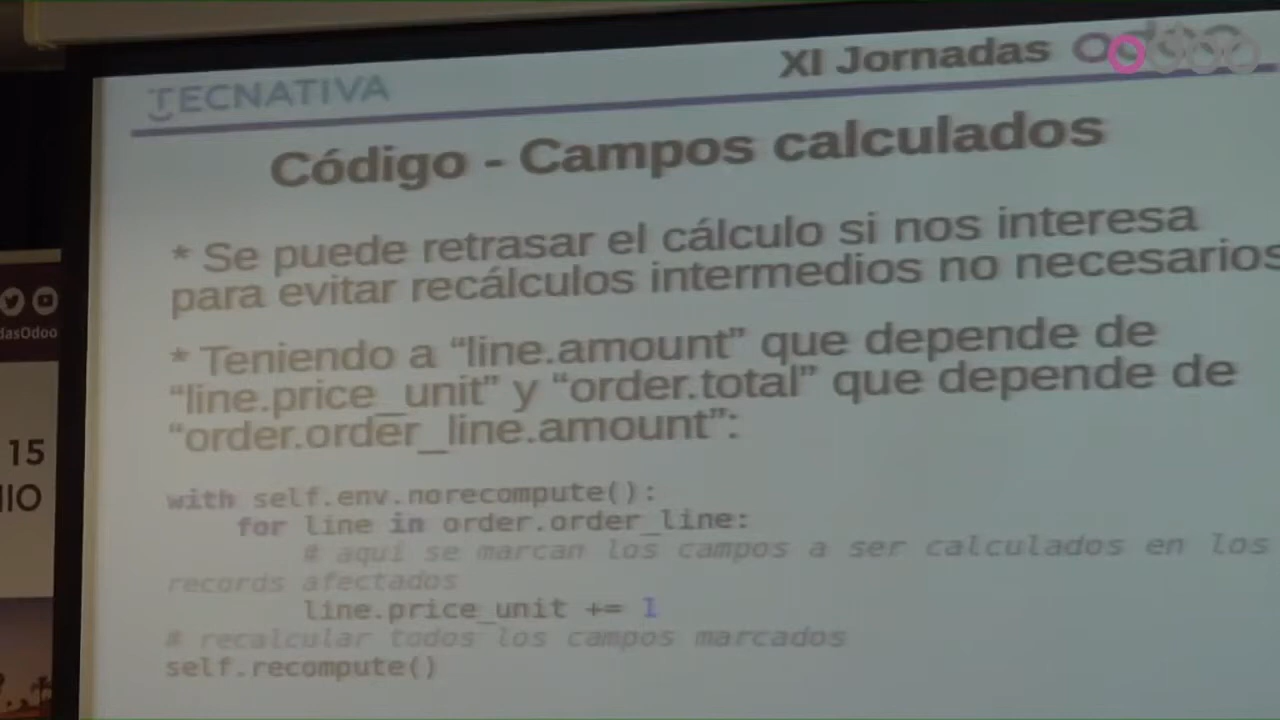 TECNATIVA
XI Jornadas odoo
Código - Campos calculados
* Se puede retrasar el cálculo si nos interesa
para evitar recálculos intermedios no necesarios
* Teniendo a “line.amount” que depende de
“line.price_unit” y “order.total” que depende de
“order.order_line.amount”:
with self.env.norecompute():
for line in order.order_line:
# aquí se marcan los campos a ser calculados en los
records afectados
line.price_unit += 1
# recalcular todos los campos marcados
self.recompute()
dasOdoo
15
NIO